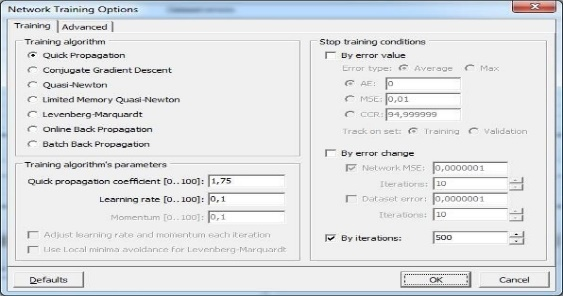 Network Training Options
Training Advanced
Training algorithm
Quick Propagation
Conjugate Gradient Descent
Quasi-Newton
Limited Memory Quasi-Newton
Levenberg-Marquardt
Online Back Propagation
Batch Back Propagation
Training algorithm's parameters
Quick propagation coefficient [0..100]: 1,75
Learning rate [0..100]: 0,1
Momentum [0..100]: 0,1
Adjust learning rate and momentum each iteration
Use Local minima avoidance for Levenberg-Marquardt
Stop training conditions
By error value
Error type: Average Max
AE: 0
MSE: 0,01
CCR: 94,999999
Track on set: Training Validation
By error change
Network MSE: 0,0000001
Iterations: 10
Dataset error: 0,0000001
Iterations: 10
By iterations: 500
Defaults OK Cancel